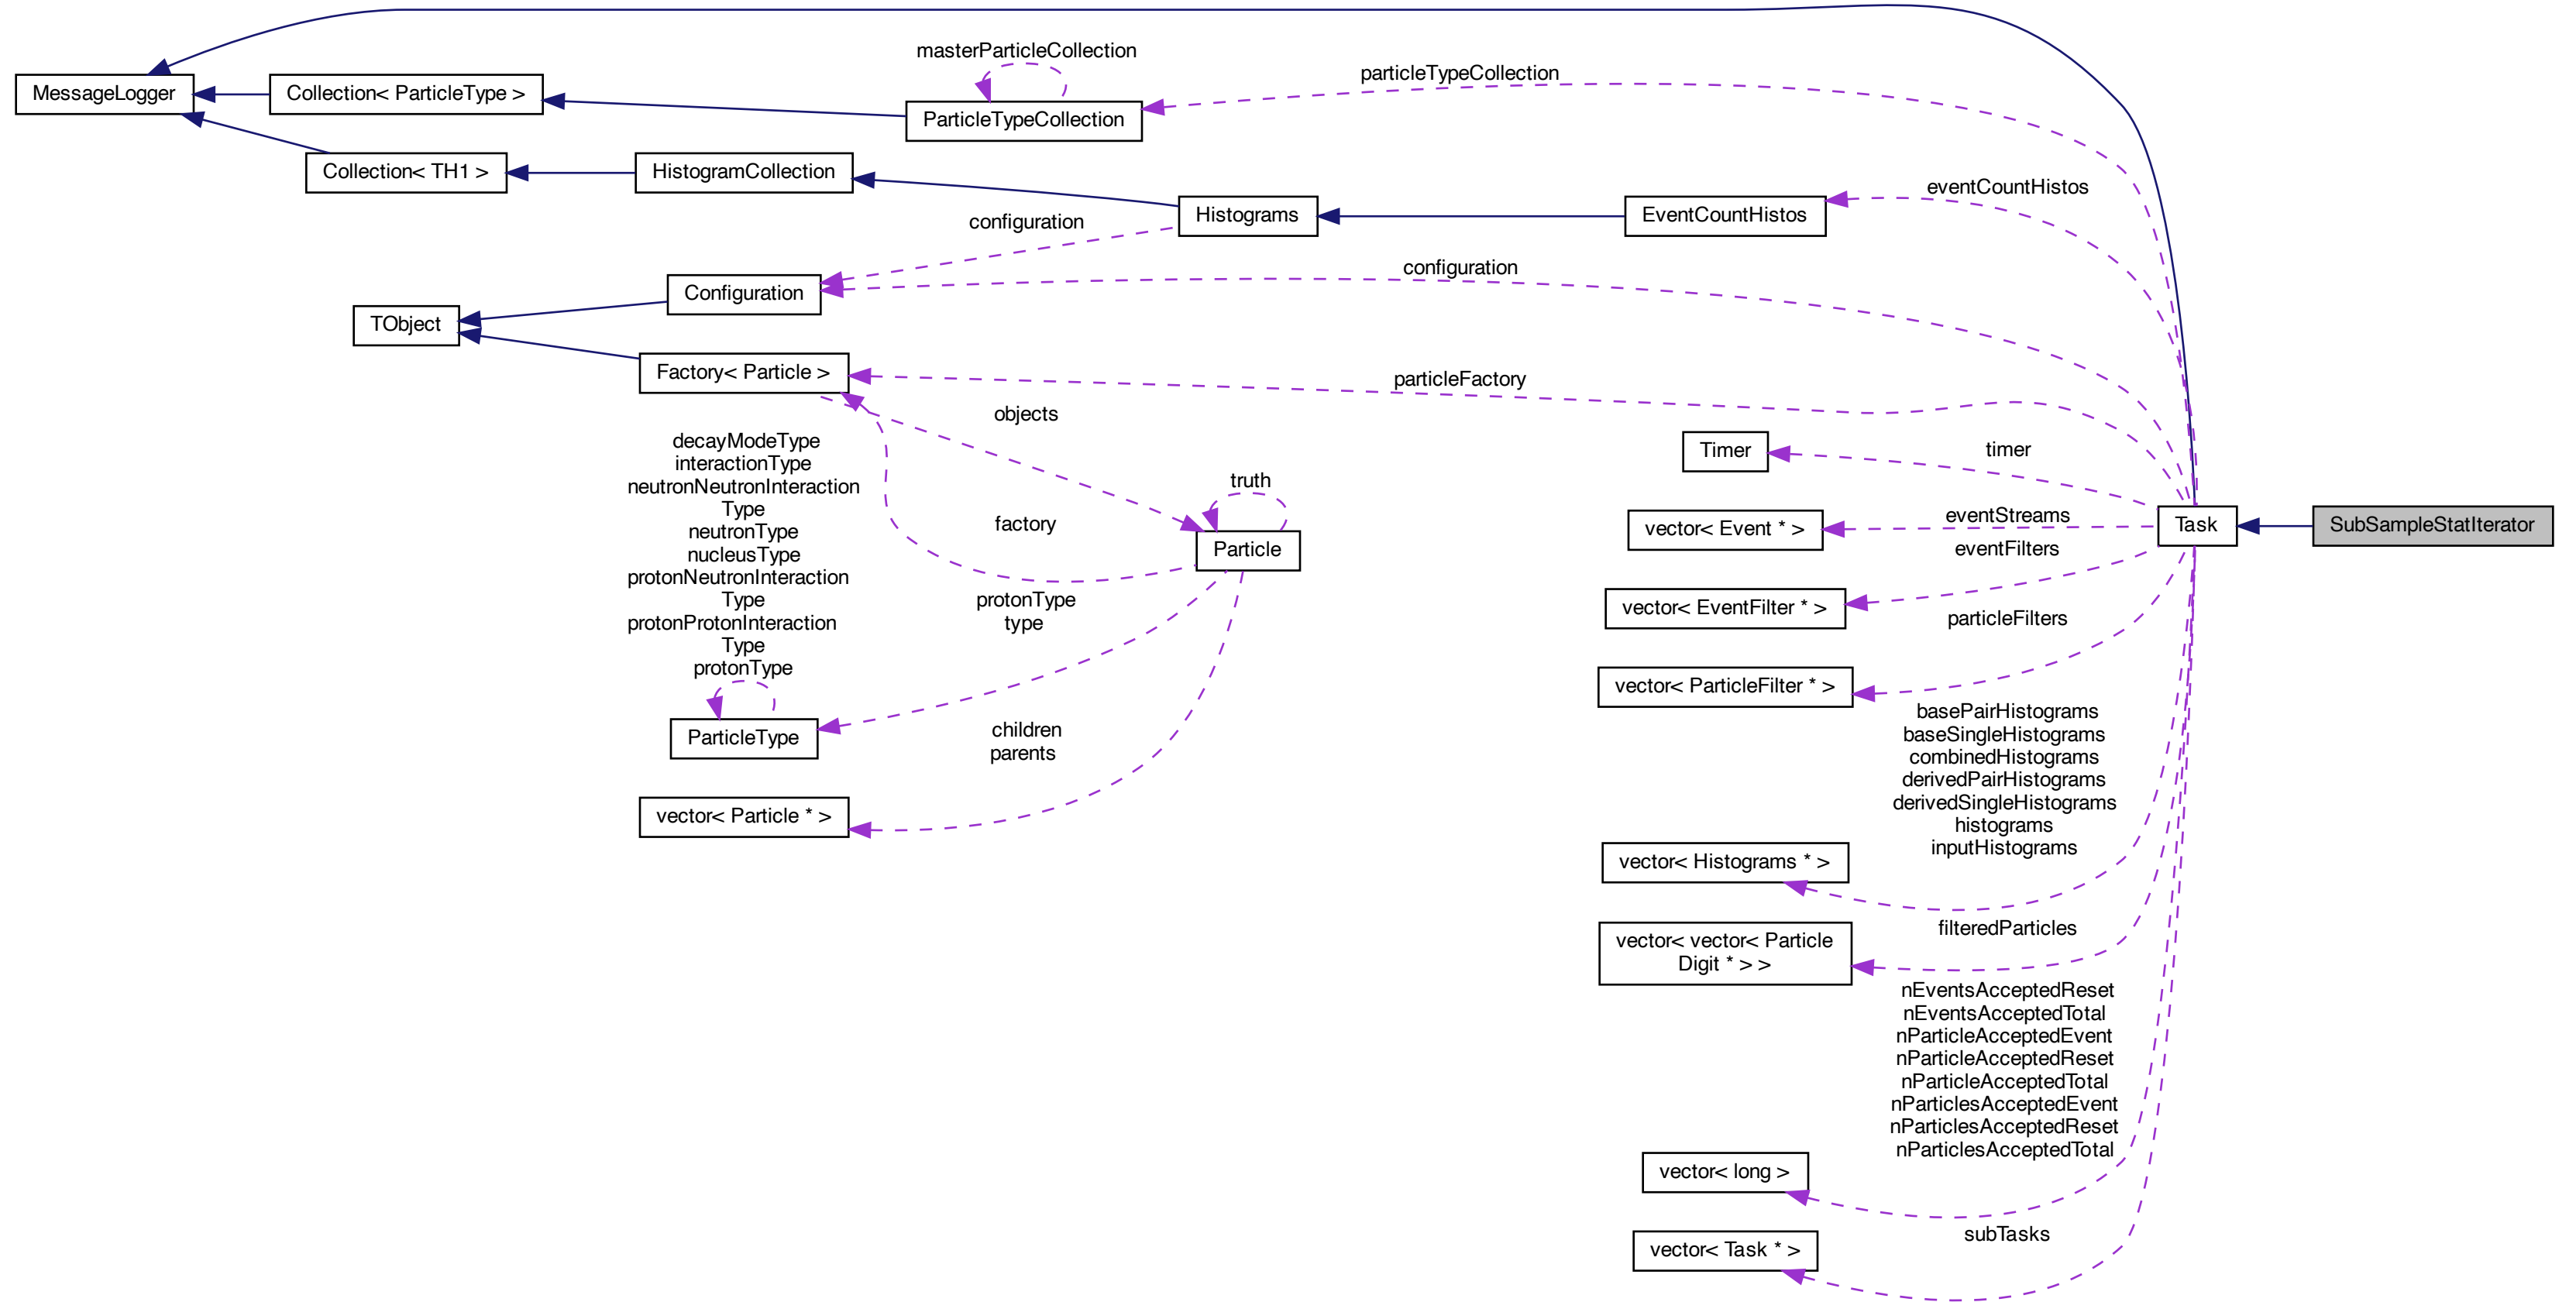 masterParticleCollection
particleTypeCollection
MessageLogger
Collection< ParticleType >
ParticleTypeCollection
Collection< TH1 >
HistogramCollection
eventCountHistos
Histograms
EventCountHistos
configuration
configuration
Configuration
TObject
Factory< Particle >
particleFactory
objects
decayModeType
interactionType
neutronNeutronInteraction
Type
neutronType
nucleusType
protonNeutronInteraction
Type
protonProtonInteraction
Type
protonType
factory
truth
Particle
protonType
type
ParticleType
children
parents
vector< Particle * >
Timer
timer
vector< Event * >
eventStreams
Task
SubSampleStatIterator
eventFilters
vector< EventFilter * >
particleFilters
vector< ParticleFilter * >
basePairHistograms
baseSingleHistograms
combinedHistograms
derivedPairHistograms
derivedSingleHistograms
histograms
inputHistograms
vector< Histograms * >
filteredParticles
vector< vector< Particle
Digit * > >
nEventsAcceptedReset
nEventsAcceptedTotal
nParticleAcceptedEvent
nParticleAcceptedReset
nParticleAcceptedTotal
nParticlesAcceptedEvent
nParticlesAcceptedReset
nParticlesAcceptedTotal
vector< long >
subTasks
vector< Task * >